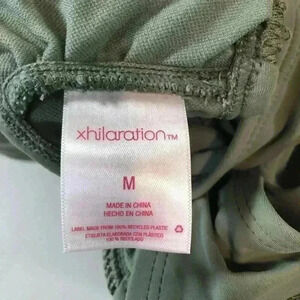 xhilaration™
M
MADE IN CHINA
HECHO EN CHINA
LABEL MADE FROM 100% RECYCLED PLASTIC
ETIQUETA ELABORADA CON PLÁSTICO
100 % RECICLADO